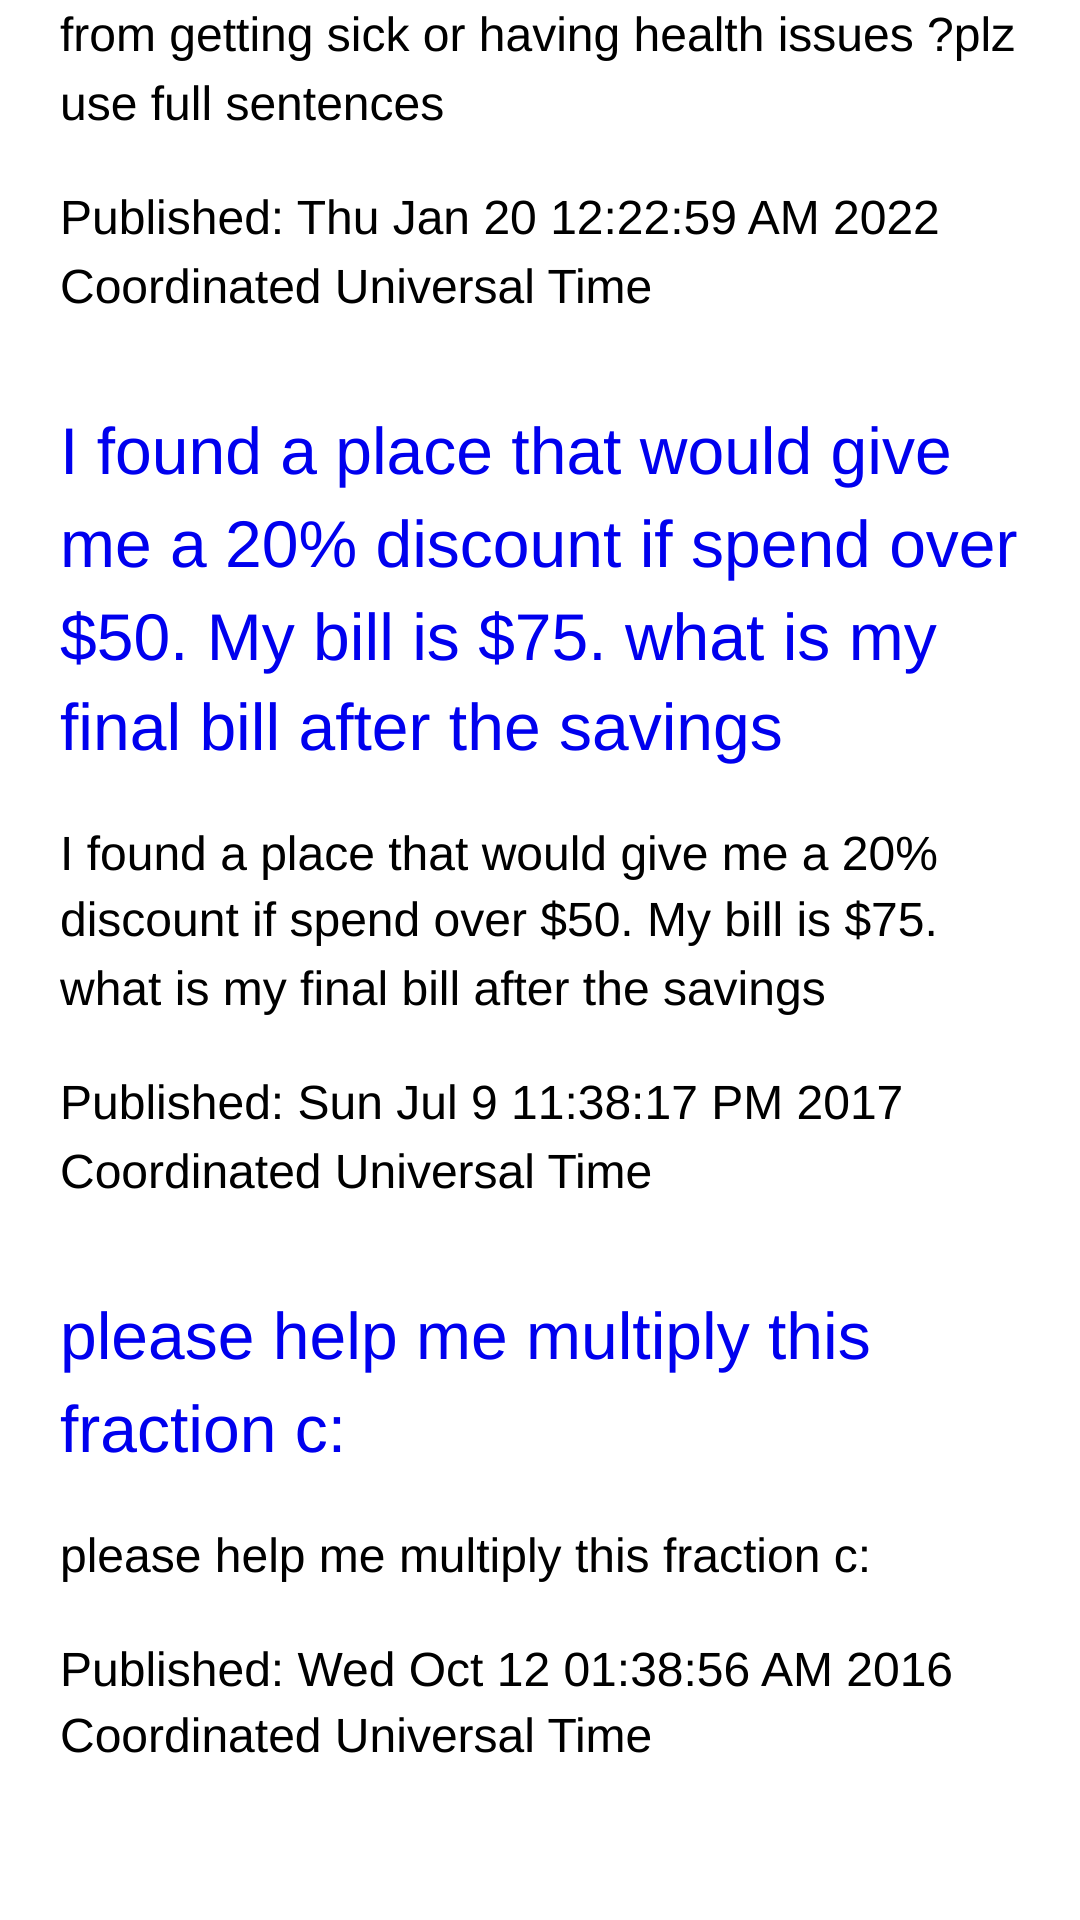 from getting sick or having health issues ?plz
use full sentences
Published: Thu Jan 20 12:22:59 AM 2022
Coordinated Universal Time
I found a place that would give
me a 20% discount if spend over
$50. My bill is $75. what is my
final bill after the savings
I found a place that would give me a 20%
discount if spend over $50. My bill is $75.
what is my final bill after the savings
Published: Sun Jul 9 11:38:17 PM 2017
Coordinated Universal Time
please help me multiply this
fraction c:
please help me multiply this fraction c:
Published: Wed Oct 12 01:38:56 AM 2016
Coordinated Universal Time